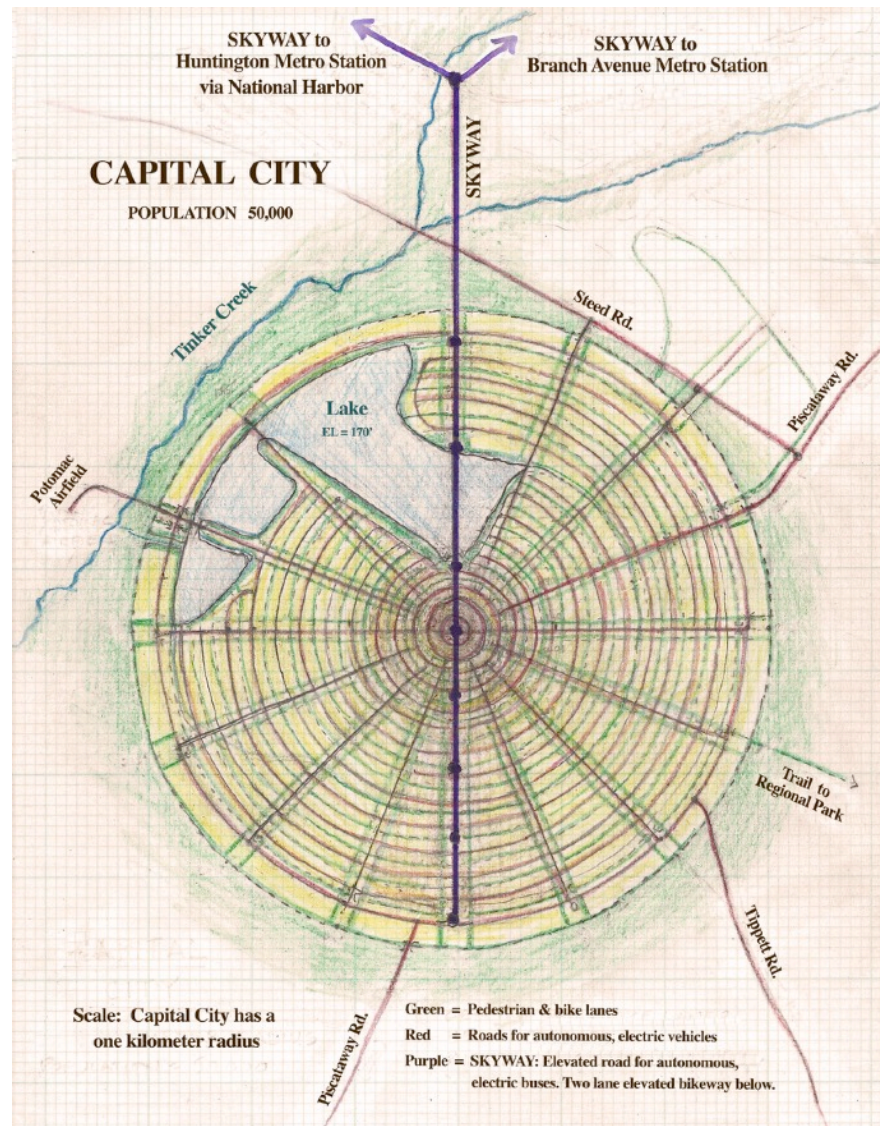 SKYWAY to
Huntington Metro Station
via National Harbor
SKYWAY to
Branch Avenue Metro Station
SKYWAY
CAPITAL CITY
POPULATION 50,000
Tinker Creek
Steed Rd.
Piscataway Rd.
Lake
EL = 170'
Potomac
Airfield
Trail to
Regional Park
Tippett Rd.
Piscataway Rd.
Scale: Capital City has a
one kilometer radius
Green = Pedestrian & bike lanes
Red = Roads for autonomous, electric vehicles
Purple = SKYWAY: Elevated road for autonomous,
electric buses. Two lane elevated bikeway below.